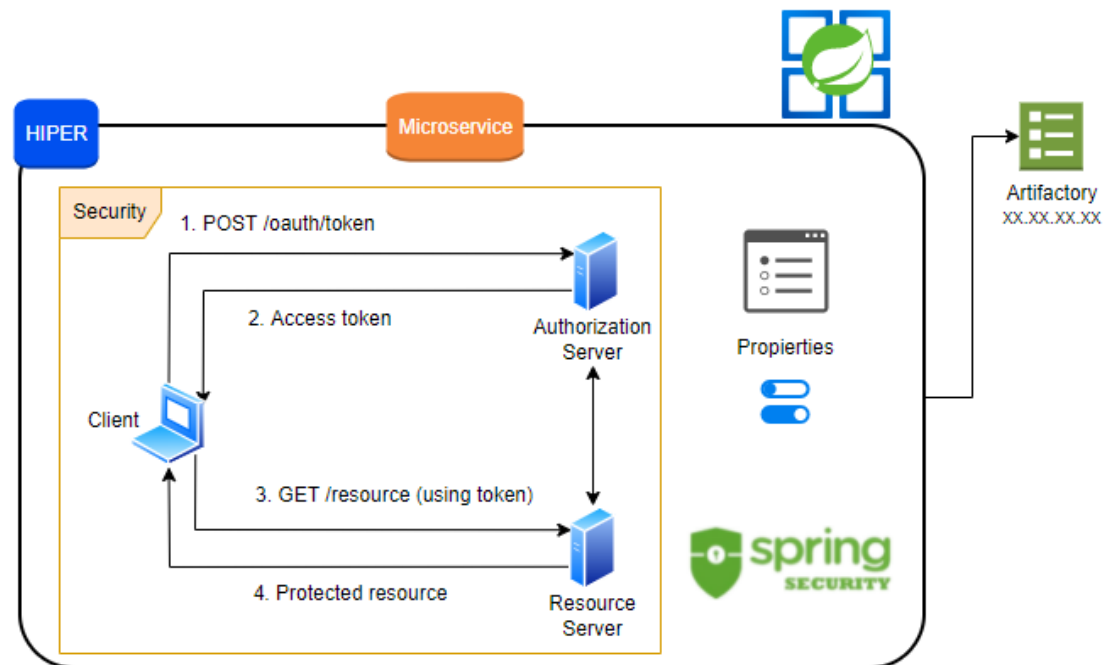 HIPER
Microservice
Artifactory
XX.XX.XX.XX
Security
1. POST /oauth/token
2. Access token
Authorization
Server
Propierties
Client
3. GET /resource (using token)
4. Protected resource
Resource
Server
spring
SECURITY